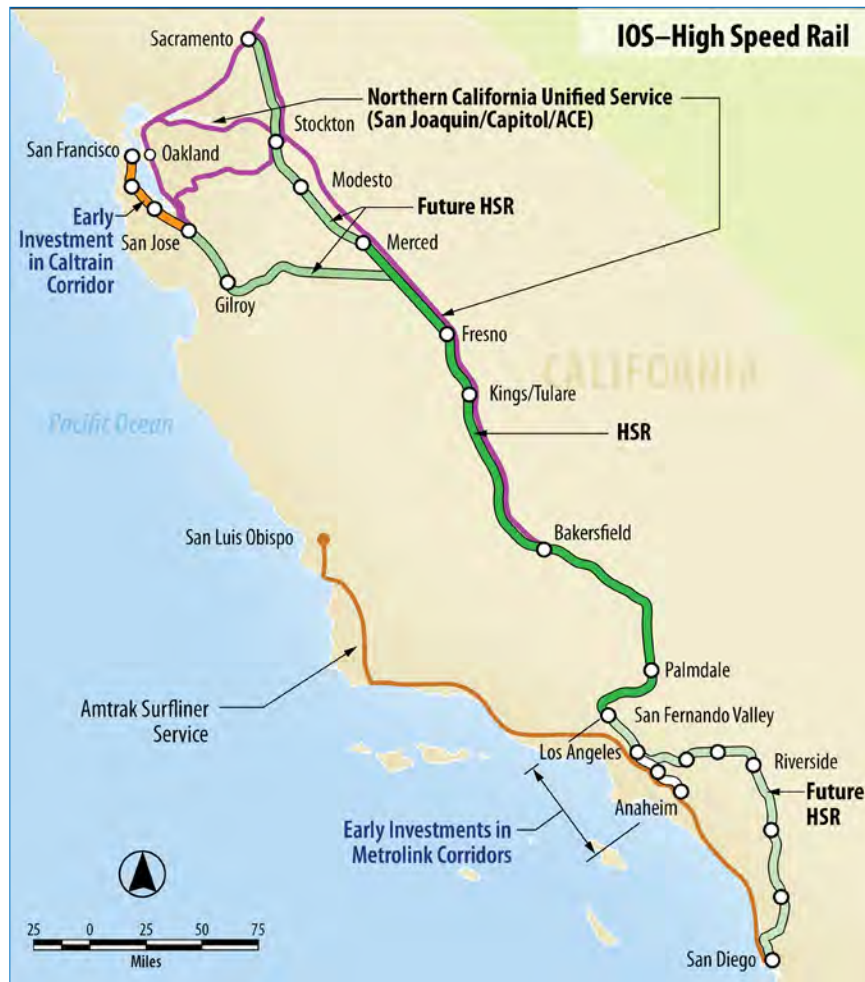 IOS–High Speed Rail
Sacramento
Northern California Unified Service
(San Joaquin/Capitol/ACE)
Stockton
San Francisco
Oakland
Modesto
Early
Investment
in Caltrain
Corridor
Future HSR
San Jose
Merced
Gilroy
Fresno
CALIFORNIA
Kings/Tulare
Pacific Ocean
HSR
San Luis Obispo
Bakersfield
Palmdale
Amtrak Surfliner
Service
San Fernando Valley
Los Angeles
Riverside
Future
HSR
Anaheim
Early Investments in
Metrolink Corridors
25 0 25 50 75
Miles
San Diego